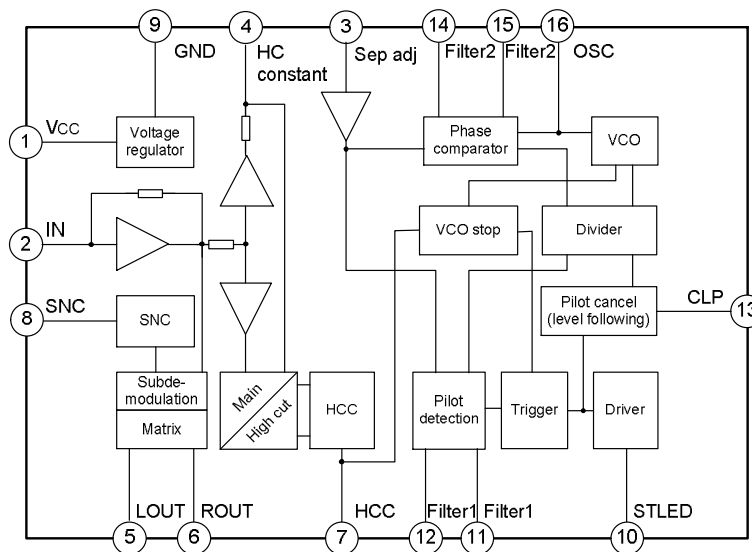 9
4
3
14
15
16
GND
HC
constant
Sep adj
Filter2
Filter2
OSC
1
VCC
Voltage
regulator
Phase
comparator
VCO
2
IN
VCO stop
Divider
8
SNC
SNC
Pilot cancel
(level following)
CLP
13
Subde-
modulation
Matrix
Main
High cut
HCC
Pilot
detection
Trigger
Driver
LOUT
ROUT
HCC
Filter1
Filter1
STLED
5
6
7
12
11
10